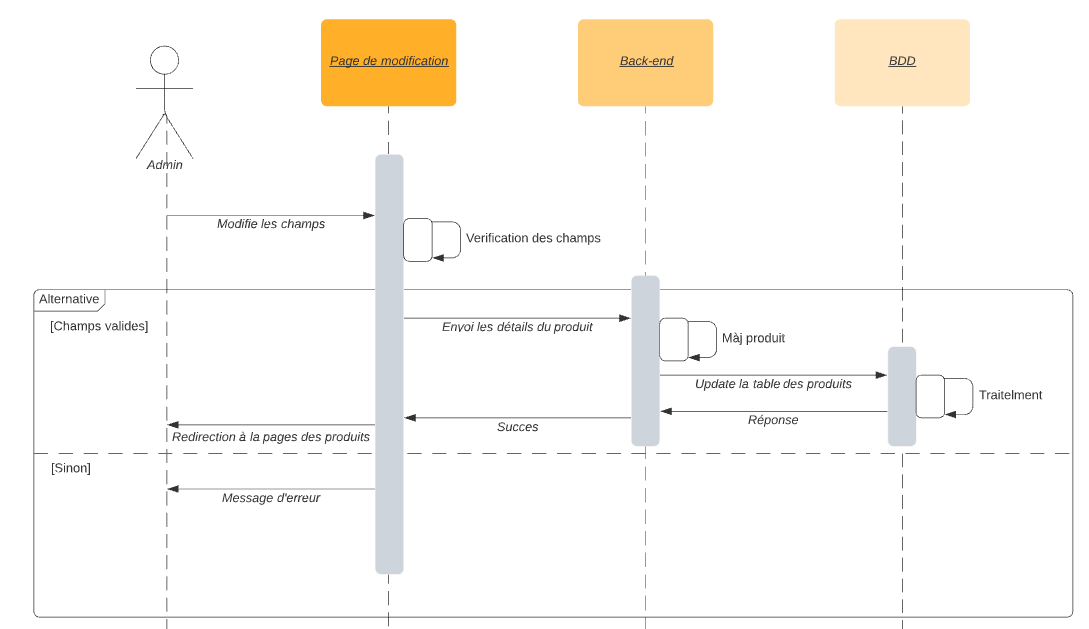 Page de modification
Back-end
BDD
Admin
Modifie les champs
Verification des champs
Alternative
[Champs valides]
Envoi les détails du produit
Màj produit
Update la table des produits
Traitelment
Réponse
Succes
Redirection à la pages des produits
[Sinon]
Message d'erreur